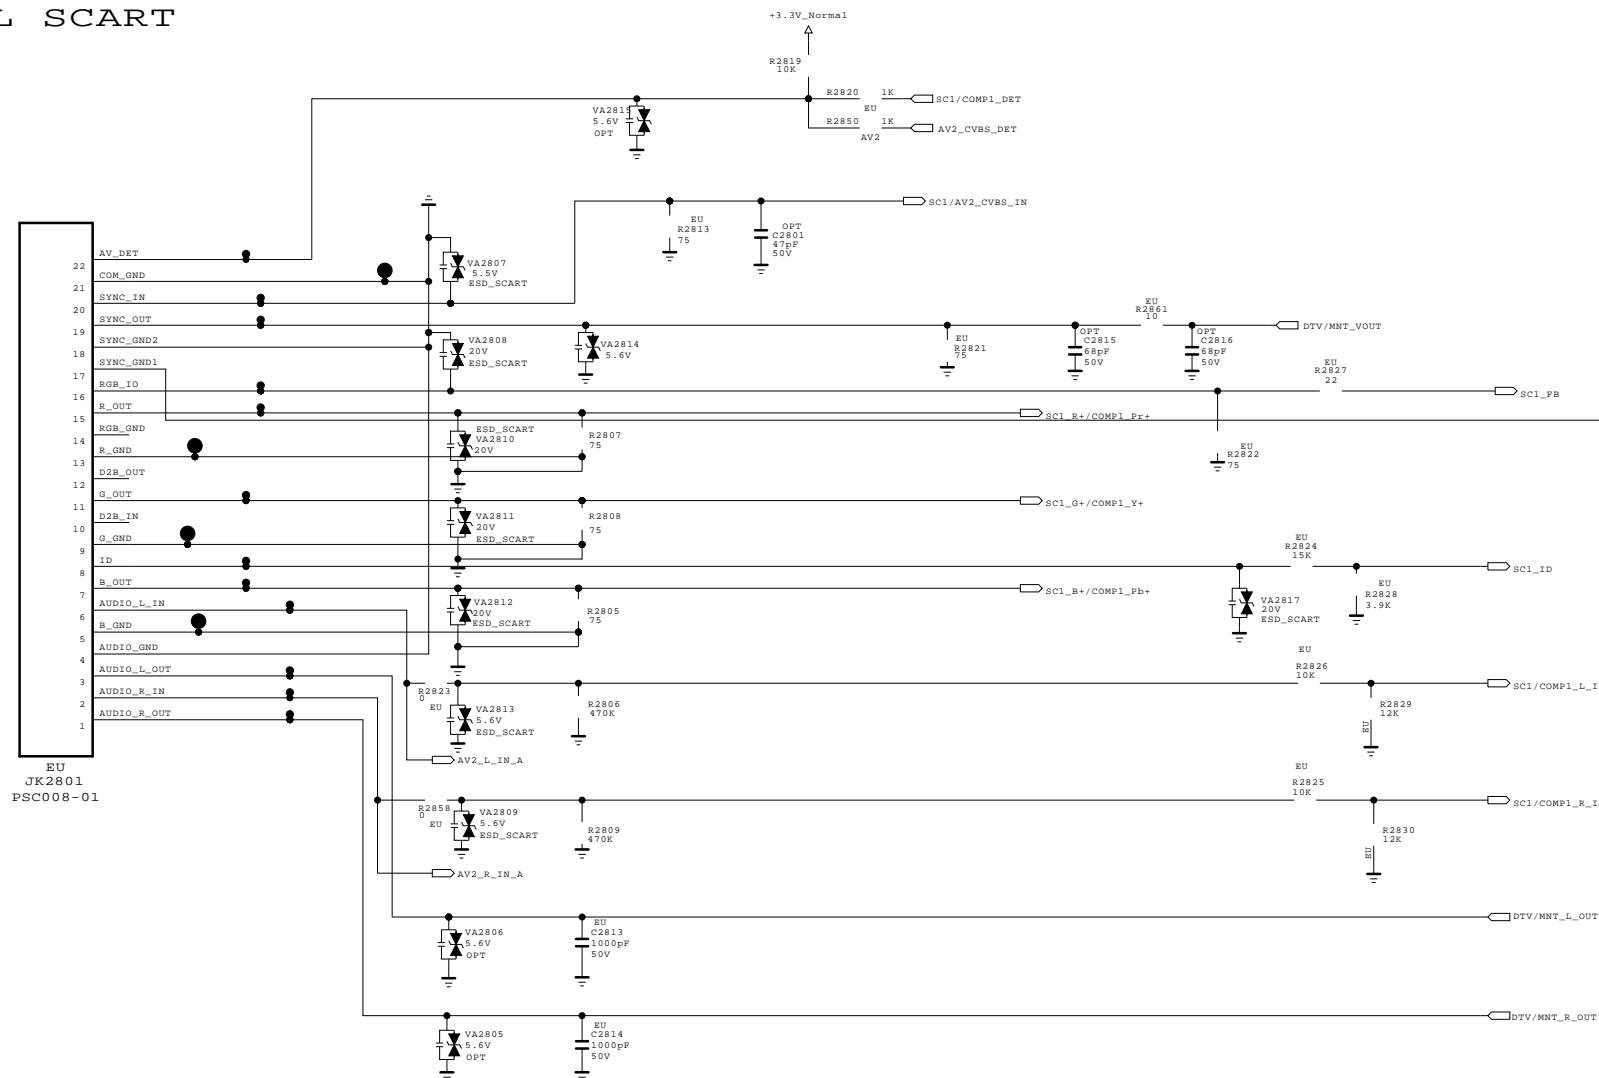 L SCART
+3.3V_Normal
R2819
10K
R2820 1K
EU
SC1/COMP1_DET
R2850 1K
AV2
AV2_CVBS_DET
VA2815
5.6V
OPT
SC1/AV2_CVBS_IN
EU
R2813
75
OPT
C2801
47pF
50V
AV_DET
22
COM_GND
21
SYNC_IN
20
SYNC_OUT
19
SYNC_GND2
18
SYNC_GND1
17
RGB_IO
16
R_OUT
15
RGB_GND
14
R_GND
13
D2B_OUT
12
G_OUT
11
D2B_IN
10
G_GND
9
ID
8
B_OUT
7
AUDIO_L_IN
6
B_GND
5
AUDIO_GND
4
AUDIO_L_OUT
3
AUDIO_R_IN
2
AUDIO_R_OUT
1
EU
JK2801
PSC008-01
VA2807
5.5V
ESD_SCART
VA2808
20V
ESD_SCART
VA2814
5.6V
EU
R2821
75
OPT
C2815
68pF
50V
EU
R2861
10
OPT
C2816
68pF
50V
DTV/MNT_VOUT
EU
R2827
22
SC1_FB
EU
R2822
75
SC1_R+/COMP1_Pr+
ESD_SCART
VA2810
20V
R2807
75
SC1_G+/COMP1_Y+
VA2811
20V
ESD_SCART
R2808
75
EU
R2824
15K
SC1_ID
VA2817
20V
ESD_SCART
EU
R2828
3.9K
SC1_B+/COMP1_Pb+
VA2812
20V
ESD_SCART
R2805
75
R2823
0
EU
VA2813
5.6V
ESD_SCART
R2806
470K
EU
R2826
10K
R2829
12K
EU
SC1/COMP1_L_I
AV2_L_IN_A
R2858
0
EU
VA2809
5.6V
ESD_SCART
R2809
470K
EU
R2825
10K
R2830
12K
EU
SC1/COMP1_R_I
AV2_R_IN_A
VA2806
5.6V
OPT
EU
C2813
1000pF
50V
DTV/MNT_L_OUT
VA2805
5.6V
OPT
EU
C2814
1000pF
50V
DTV/MNT_R_OUT